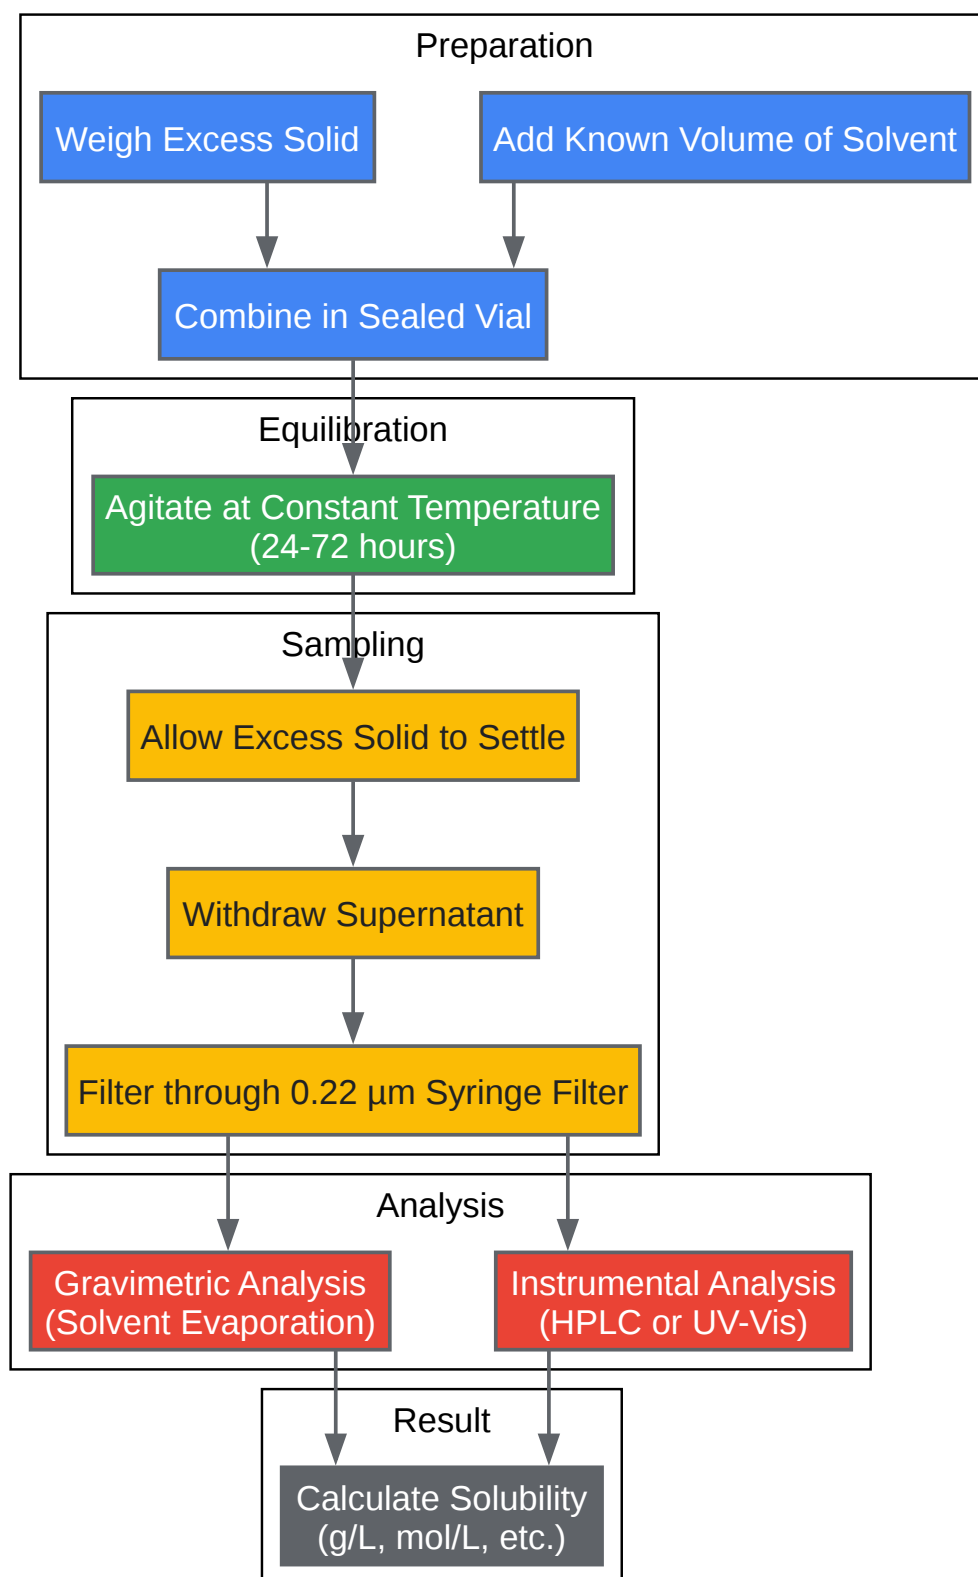 Preparation
Weigh Excess Solid
Add Known Volume of Solvent
Combine in Sealed Vial
Equilibration
Agitate at Constant Temperature
(24-72 hours)
Sampling
Allow Excess Solid to Settle
Withdraw Supernatant
Filter through 0.22 µm Syringe Filter
Analysis
Gravimetric Analysis
(Solvent Evaporation)
Instrumental Analysis
(HPLC or UV-Vis)
Result
Calculate Solubility
(g/L, mol/L, etc.)